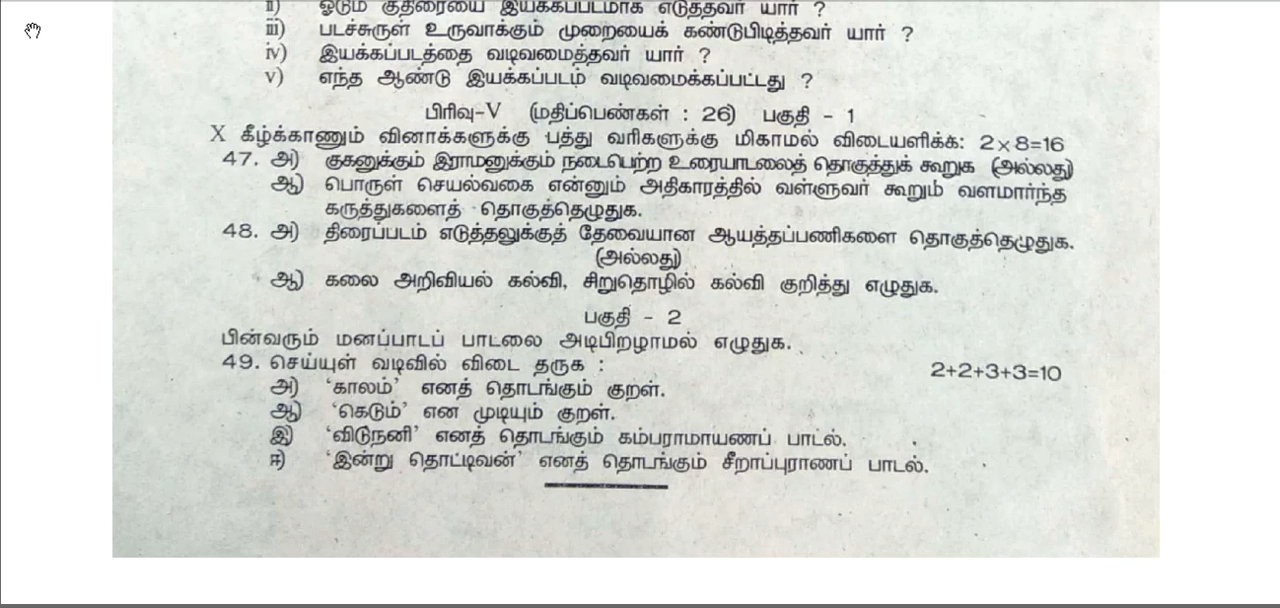 ii) ஓடும் குதிரையை இயக்கப்படமாக எடுத்தவர் யார் ?
iii) படச்சுருள் உருவாக்கும் முறையைக் கண்டுபிடித்தவர் யார் ?
iv) இயக்கப்படத்தை வடிவமைத்தவர் யார் ?
v) எந்த ஆண்டு இயக்கப்படம் வடிவமைக்கப்பட்டது ?
பிரிவு-V (மதிப்பெண்கள் : 26) பகுதி - 1
X கீழ்க்காணும் வினாக்களுக்கு பத்து வரிகளுக்கு மிகாமல் விடையளிக்க: 2×8=16
47. அ) குகனுக்கும் இராமனுக்கும் நடைபெற்ற உரையாடலைத் தொகுத்துக் கூறுக (அல்லது)
ஆ) பொருள் செயல்வகை என்னும் அதிகாரத்தில் வள்ளுவர் கூறும் வளமார்ந்த
கருத்துகளைத் தொகுத்தெழுதுக.
48. அ) திரைப்படம் எடுத்தலுக்குத் தேவையான ஆயத்தப்பணிகளை தொகுத்தெழுதுக.
(அல்லது)
ஆ) கலை அறிவியல் கல்வி, சிறுதொழில் கல்வி குறித்து எழுதுக.
பகுதி - 2
பின்வரும் மனப்பாடப் பாடலை அடிபிறழாமல் எழுதுக.
49. செய்யுள் வடிவில் விடை தருக : 2+2+3+3=10
அ) 'காலம்' எனத் தொடங்கும் குறள்.
ஆ) 'கெடும்' என முடியும் குறள்.
இ) 'விடுநனி' எனத் தொடங்கும் கம்பராமாயணப் பாடல்.
ஈ) 'இன்று தொட்டிவன்' எனத் தொடங்கும் சீறாப்புராணப் பாடல்.